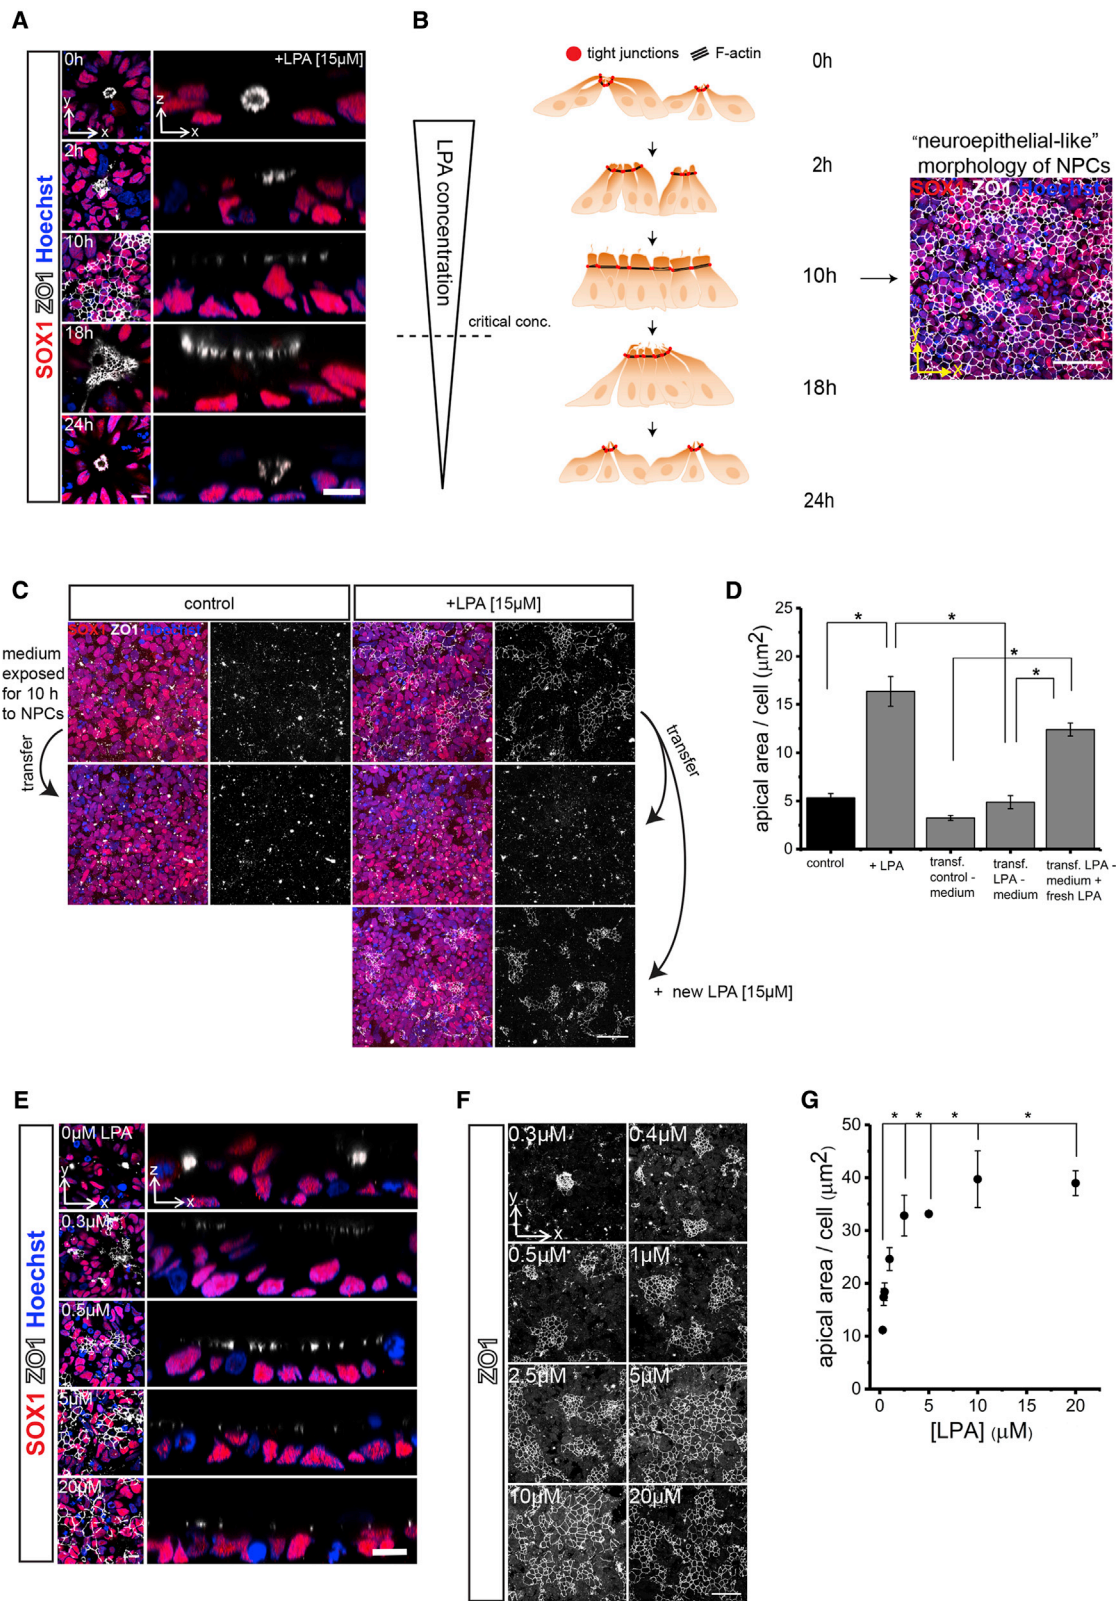 A
SOX1 ZO1 Hoechst
0h
+LPA [15µM]
y
x
z
x
2h
10h
18h
24h
B
tight junctions
F-actin
LPA concentration
critical conc.
0h
2h
10h
18h
24h
"neuroepithelial-like"
morphology of NPCs
SOX1 ZO1 Hoechst
y
x
C
control
+LPA [15µM]
SOX1 ZO1 Hoechst
medium
exposed
for 10 h
to NPCs
transfer
transfer
+ new LPA [15µM]
D
apical area / cell (µm2)
25
20
15
10
5
0
*
*
*
*
control
+ LPA
transf.
control -
medium
transf.
LPA -
medium
transf. LPA -
medium +
fresh LPA
E
SOX1 ZO1 Hoechst
0µM LPA
y
x
z
x
0.3µM
0.5µM
5µM
20µM
F
ZO1
0.3µM
0.4µM
y
x
0.5µM
1µM
2.5µM
5µM
10µM
20µM
G
* * * *
apical area / cell (µm2)
50
40
30
20
10
0
0 5 10 15 20
[LPA] (µM)